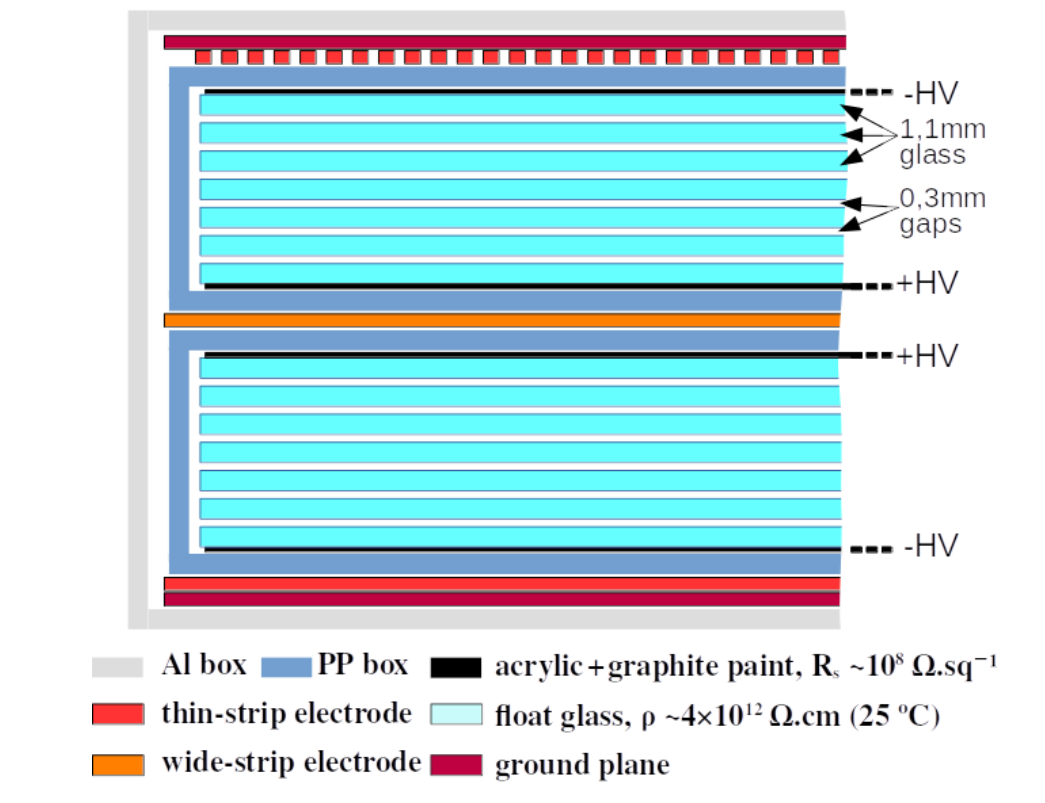 -HV
1,1mm
glass
0,3mm
gaps
+HV
+HV
-HV
Al box PP box acrylic+graphite paint, Rₛ ~10⁸ Ω.sq⁻¹
thin-strip electrode float glass, ρ ~4×10¹² Ω.cm (25 ºC)
wide-strip electrode ground plane